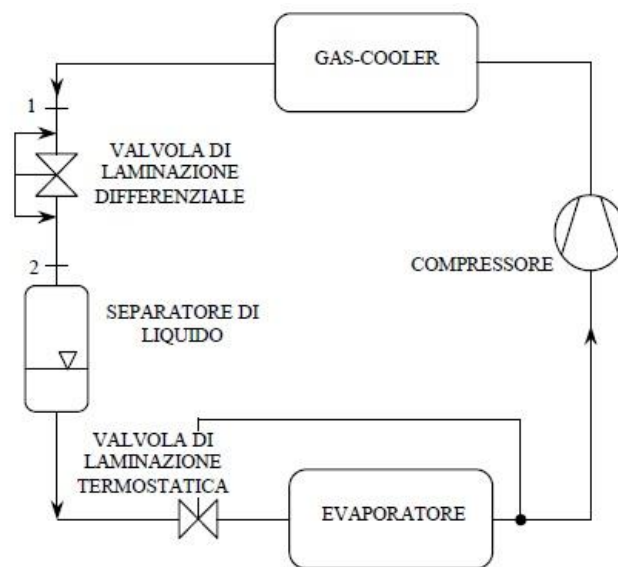 GAS-COOLER
1
VALVOLA DI
LAMINAZIONE
DIFFERENZIALE
2
COMPRESSORE
SEPARATORE DI
LIQUIDO
VALVOLA DI
LAMINAZIONE
TERMOSTATICA
EVAPORATORE